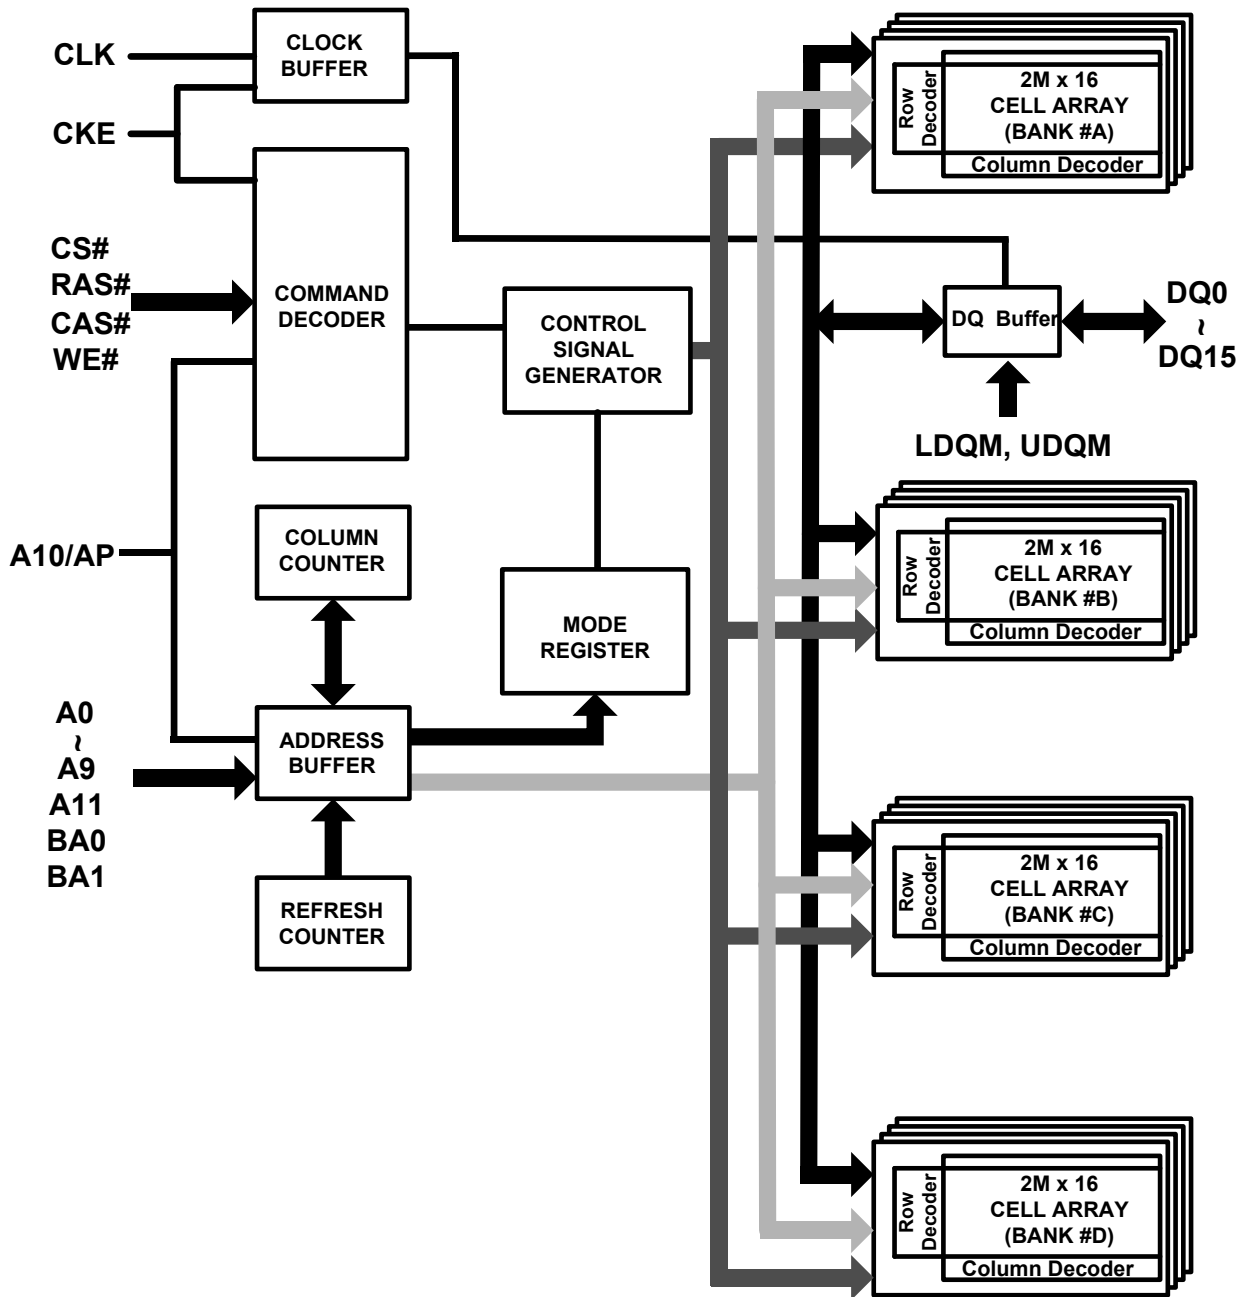 CLK
CKE
CLOCK
BUFFER
CS#
RAS#
CAS#
WE#
COMMAND
DECODER
CONTROL
SIGNAL
GENERATOR
A10/AP
COLUMN
COUNTER
MODE
REGISTER
A0
~
A9
A11
BA0
BA1
ADDRESS
BUFFER
REFRESH
COUNTER
Row
Decoder
2M x 16
CELL ARRAY
(BANK #A)
Column Decoder
DQ Buffer
DQ0
~
DQ15
LDQM, UDQM
Row
Decoder
2M x 16
CELL ARRAY
(BANK #B)
Column Decoder
Row
Decoder
2M x 16
CELL ARRAY
(BANK #C)
Column Decoder
Row
Decoder
2M x 16
CELL ARRAY
(BANK #D)
Column Decoder